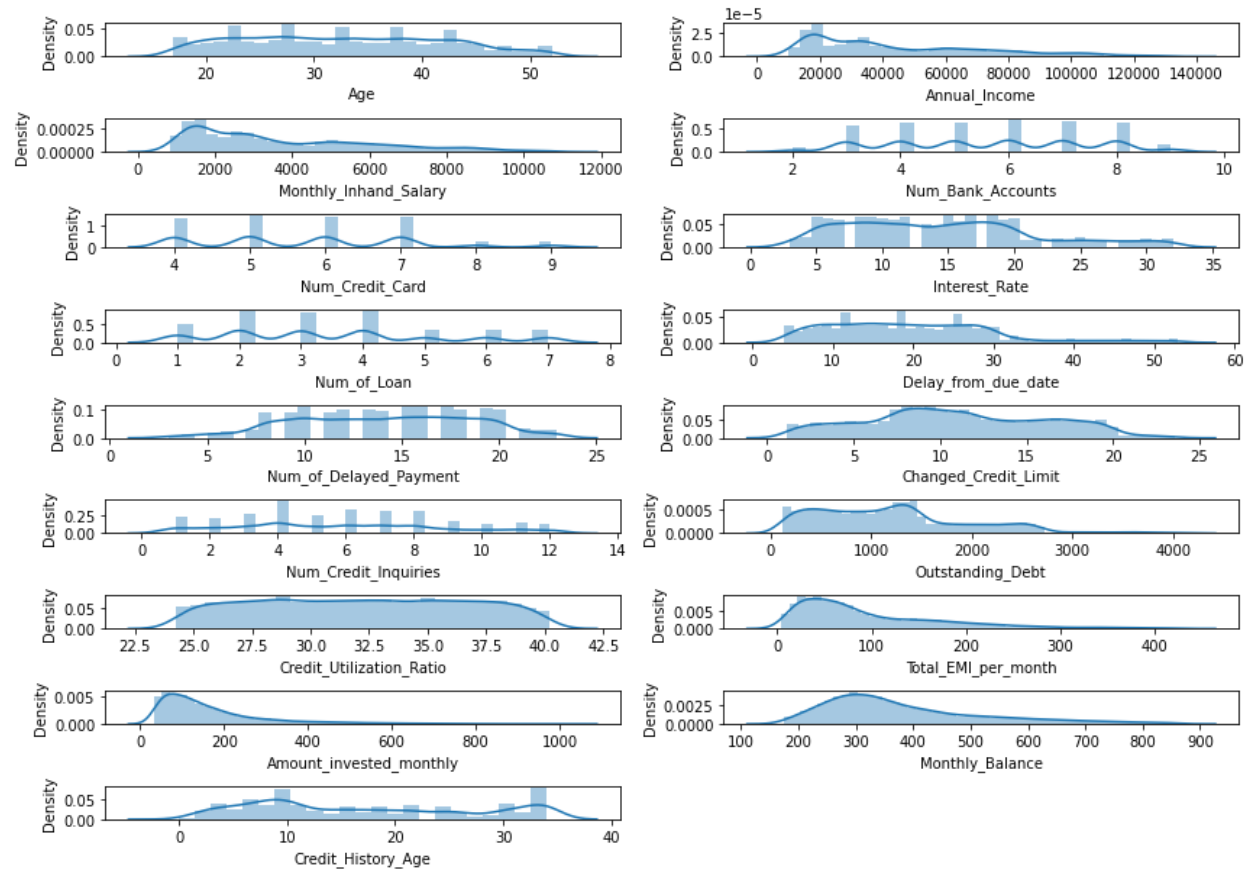 Density
0.05
0.00
20 30 40 50
Age
1e−5
Density
2.5
0.0
0 20000 40000 60000 80000 100000 120000 140000
Annual_Income
Density
0.00025
0.00000
0 2000 4000 6000 8000 10000 12000
Monthly_Inhand_Salary
Density
0.5
0.0
2 4 6 8 10
Num_Bank_Accounts
Density
1
0
4 5 6 7 8 9
Num_Credit_Card
Density
0.05
0.00
0 5 10 15 20 25 30 35
Interest_Rate
Density
0.5
0.0
0 1 2 3 4 5 6 7 8
Num_of_Loan
Density
0.05
0.00
0 10 20 30 40 50 60
Delay_from_due_date
Density
0.1
0.0
0 5 10 15 20 25
Num_of_Delayed_Payment
Density
0.05
0.00
0 5 10 15 20 25
Changed_Credit_Limit
Density
0.25
0.00
0 2 4 6 8 10 12 14
Num_Credit_Inquiries
Density
0.0005
0.0000
0 1000 2000 3000 4000
Outstanding_Debt
Density
0.05
0.00
22.5 25.0 27.5 30.0 32.5 35.0 37.5 40.0 42.5
Credit_Utilization_Ratio
Density
0.005
0.000
0 100 200 300 400
Total_EMI_per_month
Density
0.005
0.000
0 200 400 600 800 1000
Amount_invested_monthly
Density
0.0025
0.0000
100 200 300 400 500 600 700 800 900
Monthly_Balance
Density
0.05
0.00
0 10 20 30 40
Credit_History_Age